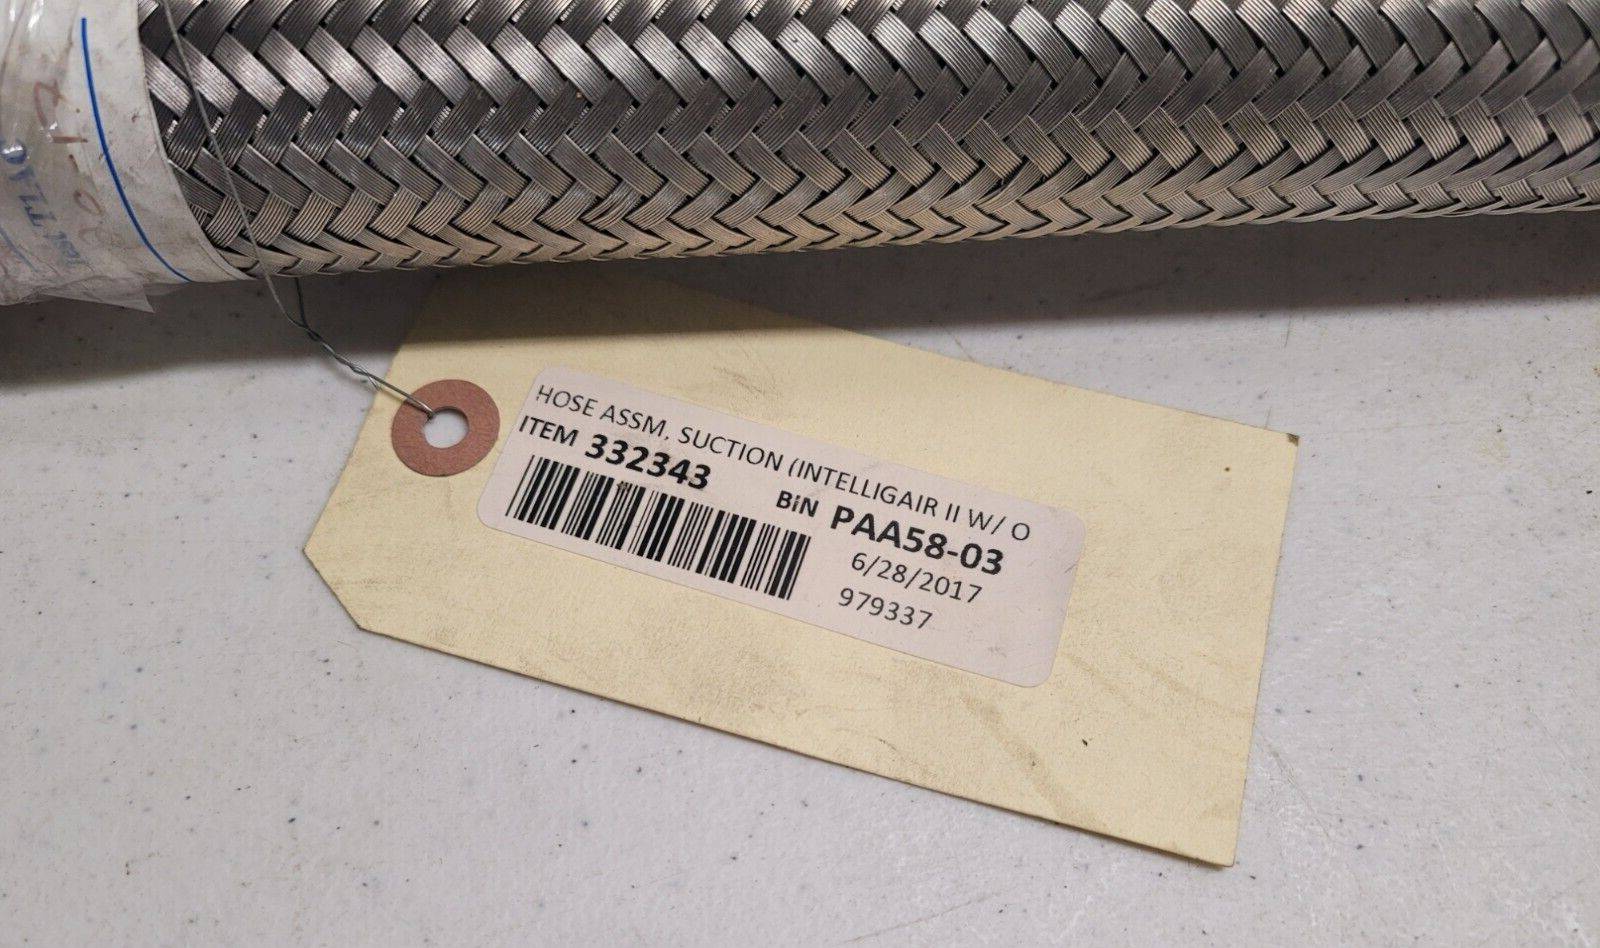 HOSE ASSM, SUCTION (INTELLIGAIR II W/ O
ITEM 332343
BIN PAA58-03
6/28/2017
979337